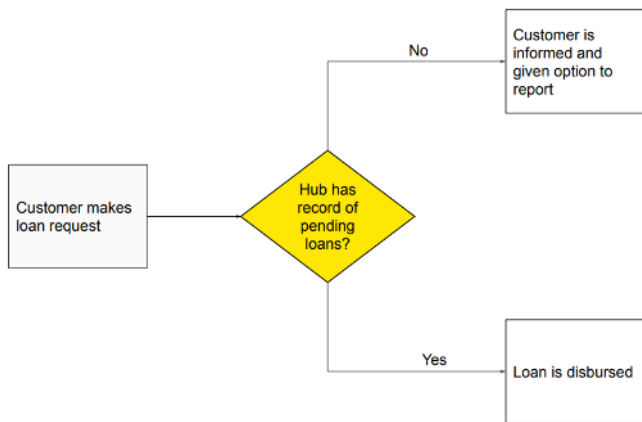 Customer is
informed and
given option to
report
No
Customer makes
loan request
Hub has
record of
pending
loans?
Yes
Loan is disbursed